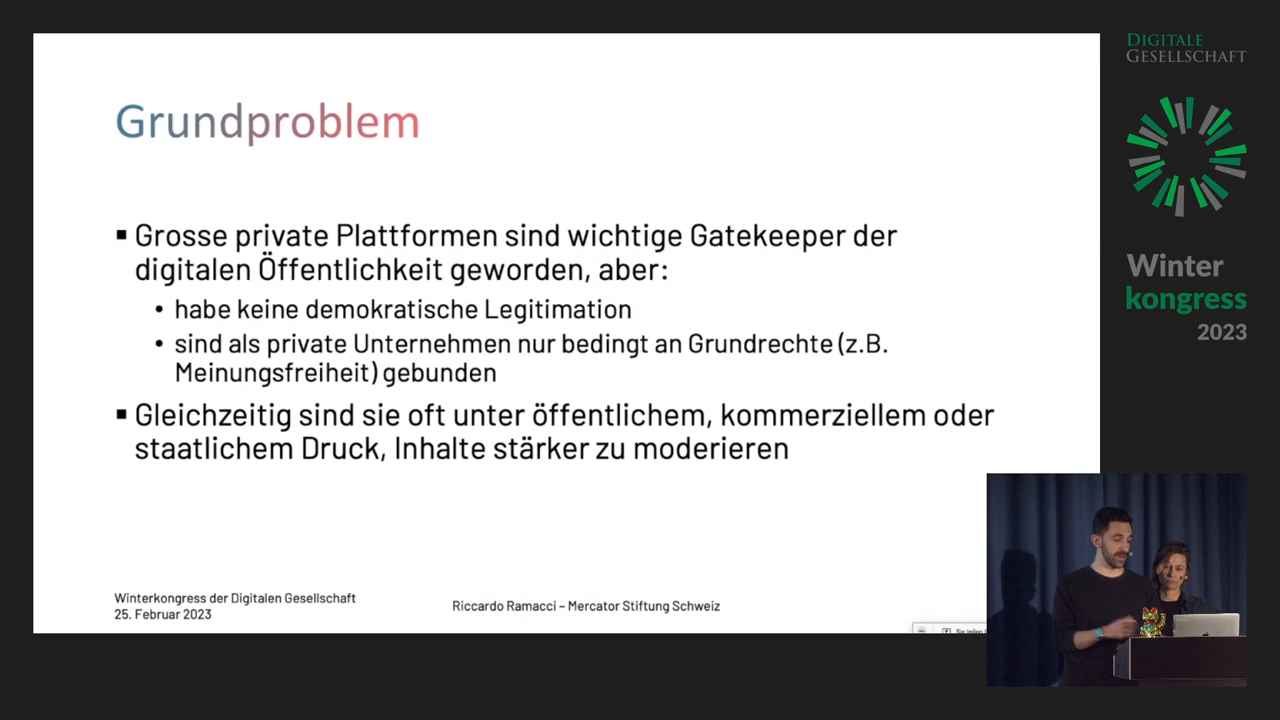 Grundproblem
▪ Grosse private Plattformen sind wichtige Gatekeeper der
digitalen Öffentlichkeit geworden, aber:
• habe keine demokratische Legitimation
• sind als private Unternehmen nur bedingt an Grundrechte (z.B.
Meinungsfreiheit) gebunden
▪ Gleichzeitig sind sie oft unter öffentlichem, kommerziellem oder
staatlichem Druck, Inhalte stärker zu moderieren
Winterkongress der Digitalen Gesellschaft
25. Februar 2023
Riccardo Ramacci – Mercator Stiftung Schweiz
DIGITALE
GESELLSCHAFT
Winter
kongress
2023